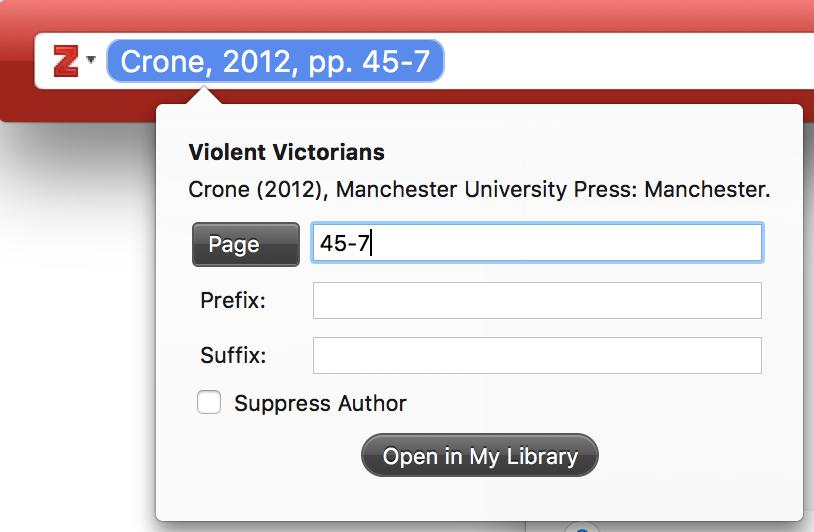 Z Crone, 2012, pp. 45-7
Violent Victorians
Crone (2012), Manchester University Press: Manchester.
Page 45-7
Prefix:
Suffix:
Suppress Author
Open in My Library